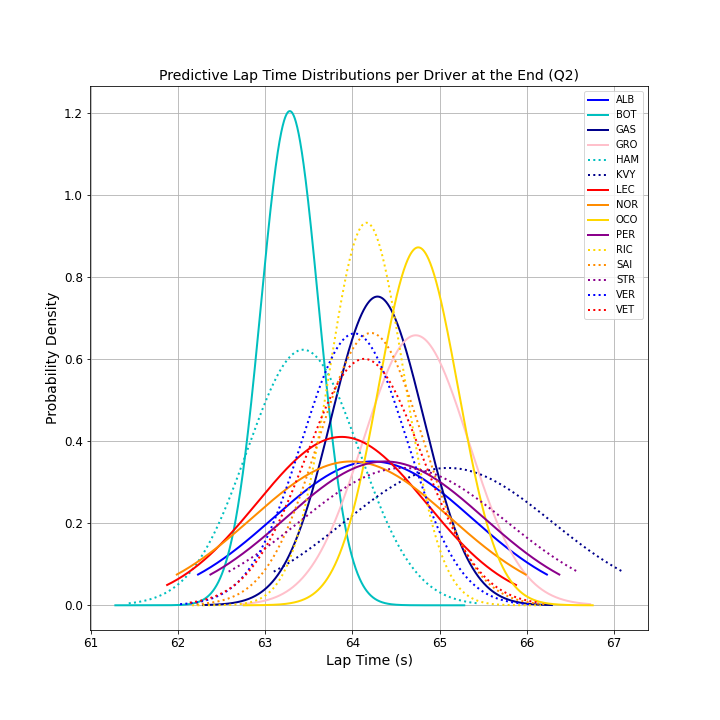 Predictive Lap Time Distributions per Driver at the End (Q2)
ALB
BOT
GAS
GRO
HAM
KVY
LEC
NOR
OCO
PER
RIC
SAI
STR
VER
VET
Probability Density
1.2
1.0
0.8
0.6
0.4
0.2
0.0
61 62 63 64 65 66 67
Lap Time (s)